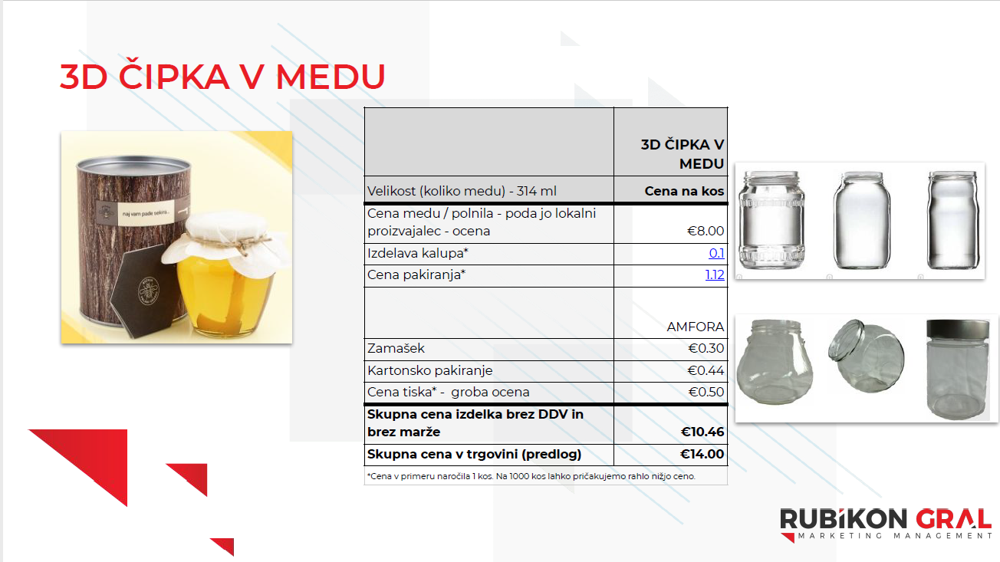 3D ČIPKA V MEDU
naj vam pade sekira...
3D ČIPKA V
MEDU
Velikost (koliko medu) - 314 ml
Cena na kos
Cena medu / polnila - poda jo lokalni
proizvajalec - ocena
€8.00
Izdelava kalupa*
0.1
Cena pakiranja*
1.12
AMFORA
Zamašek
€0.30
Kartonsko pakiranje
€0.44
Cena tiska* - groba ocena
€0.50
Skupna cena izdelka brez DDV in
brez marže
€10.46
Skupna cena v trgovini (predlog)
€14.00
*Cena v primeru naročila 1 kos. Na 1000 kos lahko pričakujemo rahlo nižjo ceno.
RUBIKON GRAL
MARKETING MANAGEMENT